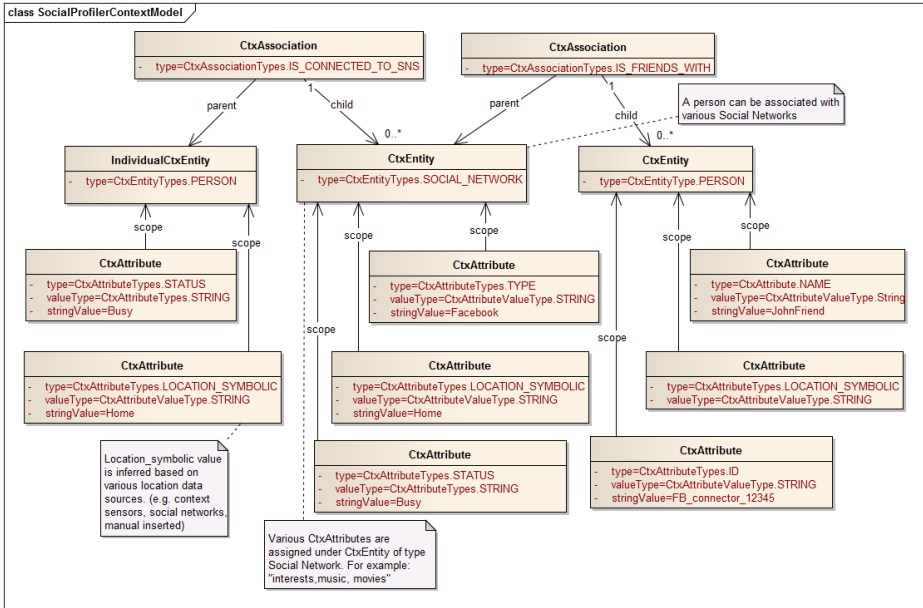 class SocialProfilerContextModel
CtxAssociation
- type=CtxAssociationTypes.IS_CONNECTED_TO_SNS
CtxAssociation
- type=CtxAssociationTypes.IS_FRIENDS_WITH
1
1
parent
child
parent
child
0..*
0..*
A person can be associated with
various Social Networks
IndividualCtxEntity
- type=CtxEntityTypes.PERSON
CtxEntity
- type=CtxEntityTypes.SOCIAL_NETWORK
CtxEntity
- type=CtxEntityType.PERSON
scope
scope
scope
scope
scope
scope
scope
scope
CtxAttribute
- type=CtxAttributeTypes.STATUS
- valueType=CtxAttributeTypes.STRING
- stringValue=Busy
CtxAttribute
- type=CtxAttributeTypes.TYPE
- valueType=CtxAttributeValueType.STRING
- stringValue=Facebook
CtxAttribute
- type=CtxAttribute.NAME
- valueType=CtxAttributeValueType.String
- stringValue=JohnFriend
CtxAttribute
- type=CtxAttributeTypes.LOCATION_SYMBOLIC
- valueType=CtxAttributeValueType.STRING
- stringValue=Home
CtxAttribute
- type=CtxAttributeTypes.LOCATION_SYMBOLIC
- valueType=CtxAttributeValueType.STRING
- stringValue=Home
CtxAttribute
- type=CtxAttributeTypes.LOCATION_SYMBOLIC
- valueType=CtxAttributeValueType.STRING
Location_symbolic value
is inferred based on
various location data
sources. (e.g. context
sensors, social networks,
manual inserted)
CtxAttribute
- type=CtxAttributeTypes.STATUS
- valueType=CtxAttributeTypes.STRING
- stringValue=Busy
CtxAttribute
- type=CtxAttributeTypes.ID
- valueType=CtxAttributeValueType.STRING
- stringValue=FB_connector_12345
Various CtxAttributes are
assigned under CtxEntity of type
Social Network. For example:
"interests,music, movies"